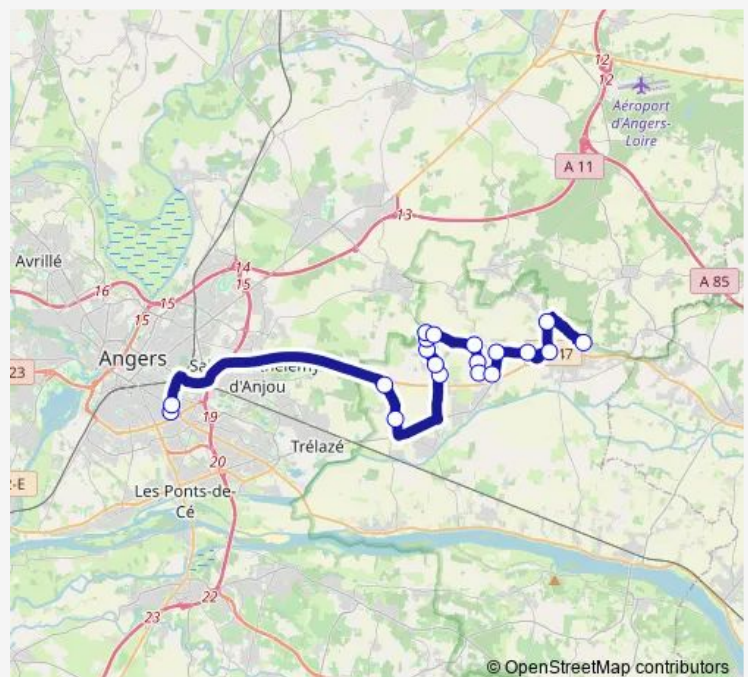 12
12
Aéroport
d'Angers-
Loire
A 11
13
Avrillé
14
15
A 85
16
15
15
Angers
23
d'Anjou
17
19
Trélazé
20
-E
Les Ponts-de-
Cé
22
23
© OpenStreetMap contributors